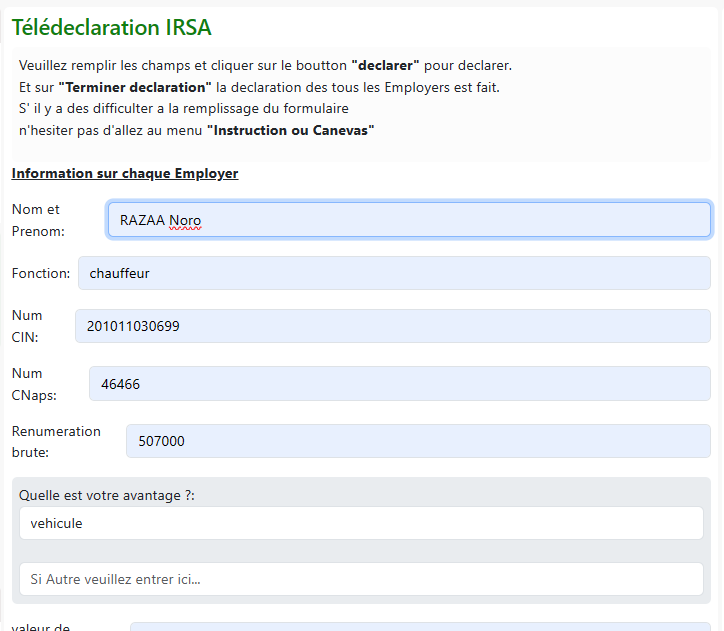 Télédeclaration IRSA
Veuillez remplir les champs et cliquer sur le boutton "declarer" pour declarer.
Et sur "Terminer declaration" la declaration des tous les Employers est fait.
S' il y a des difficulter a la remplissage du formulaire
n'hesiter pas d'allez au menu "Instruction ou Canevas"
Information sur chaque Employer
Nom et
Prenom:
RAZAA Noro
Fonction:
chauffeur
Num
CIN:
201011030699
Num
CNaps:
46466
Renumeration
brute:
507000
Quelle est votre avantage ?:
vehicule
Si Autre veuillez entrer ici...
valeur de